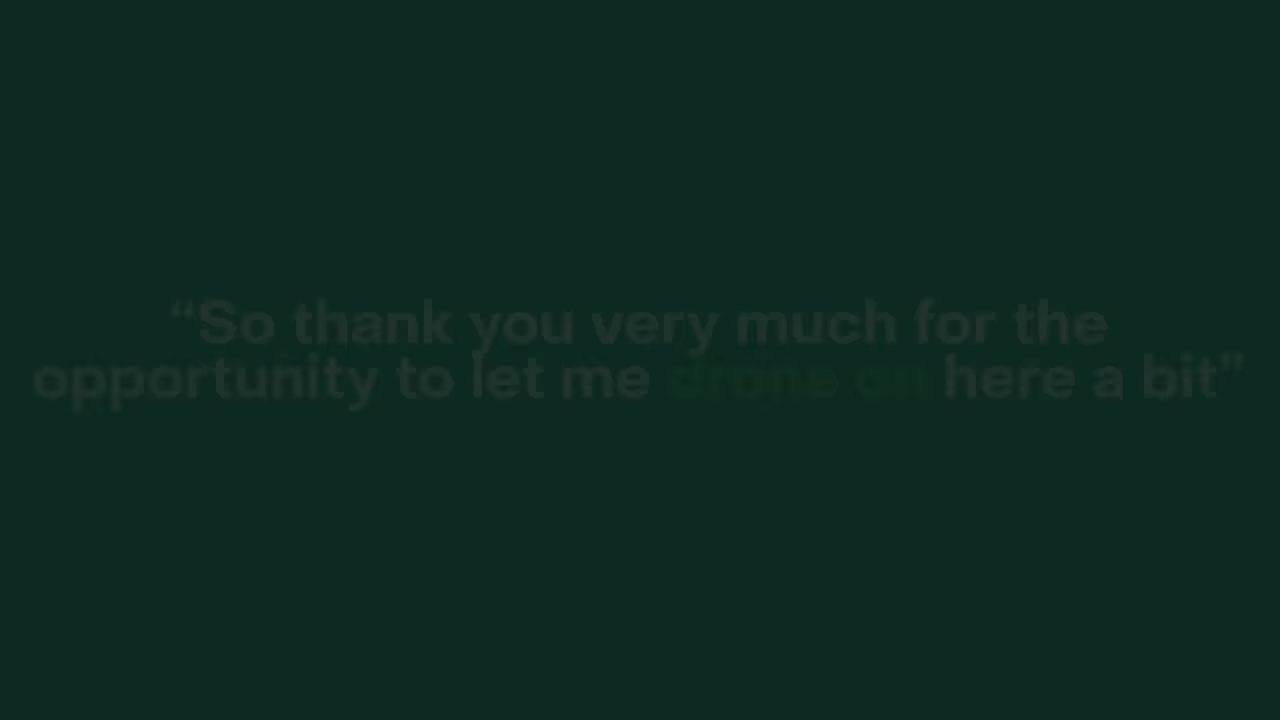 “So thank you very much for the
opportunity to let me drone on here a bit”